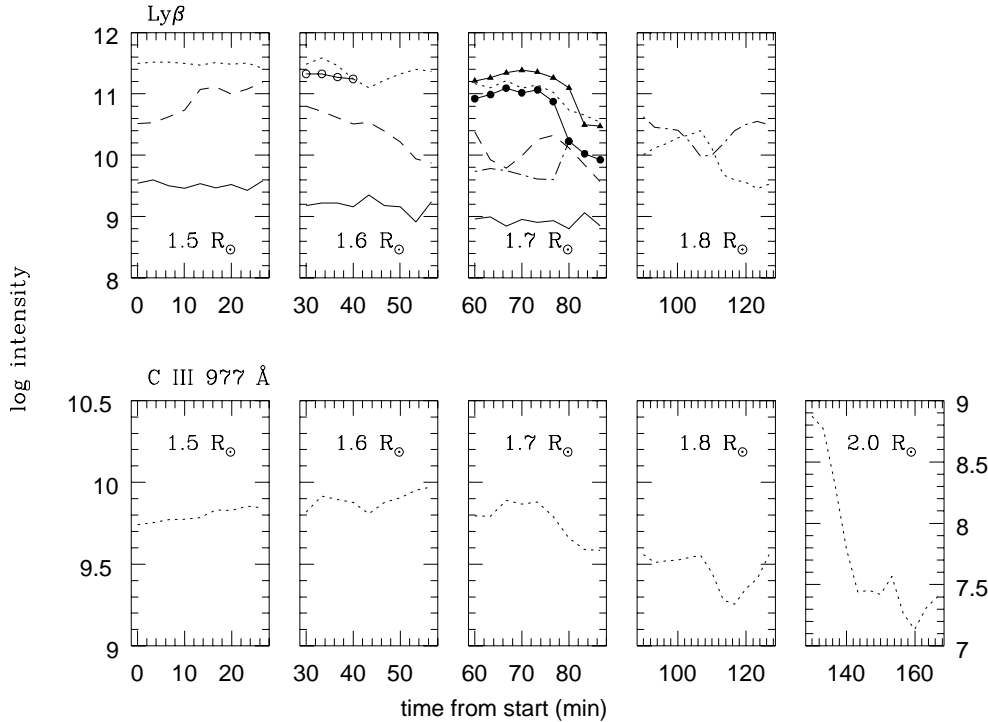 Lyβ
12
11
10
9
8
1.5 R☉
1.6 R☉
1.7 R☉
1.8 R☉
0 10 20
30 40 50
60 70 80
100 120
log intensity
C III 977 Å
10.5
10
9.5
9
1.5 R☉
1.6 R☉
1.7 R☉
1.8 R☉
2.0 R☉
9
8.5
8
7.5
7
0 10 20
30 40 50
60 70 80
100 120
140 160
time from start (min)